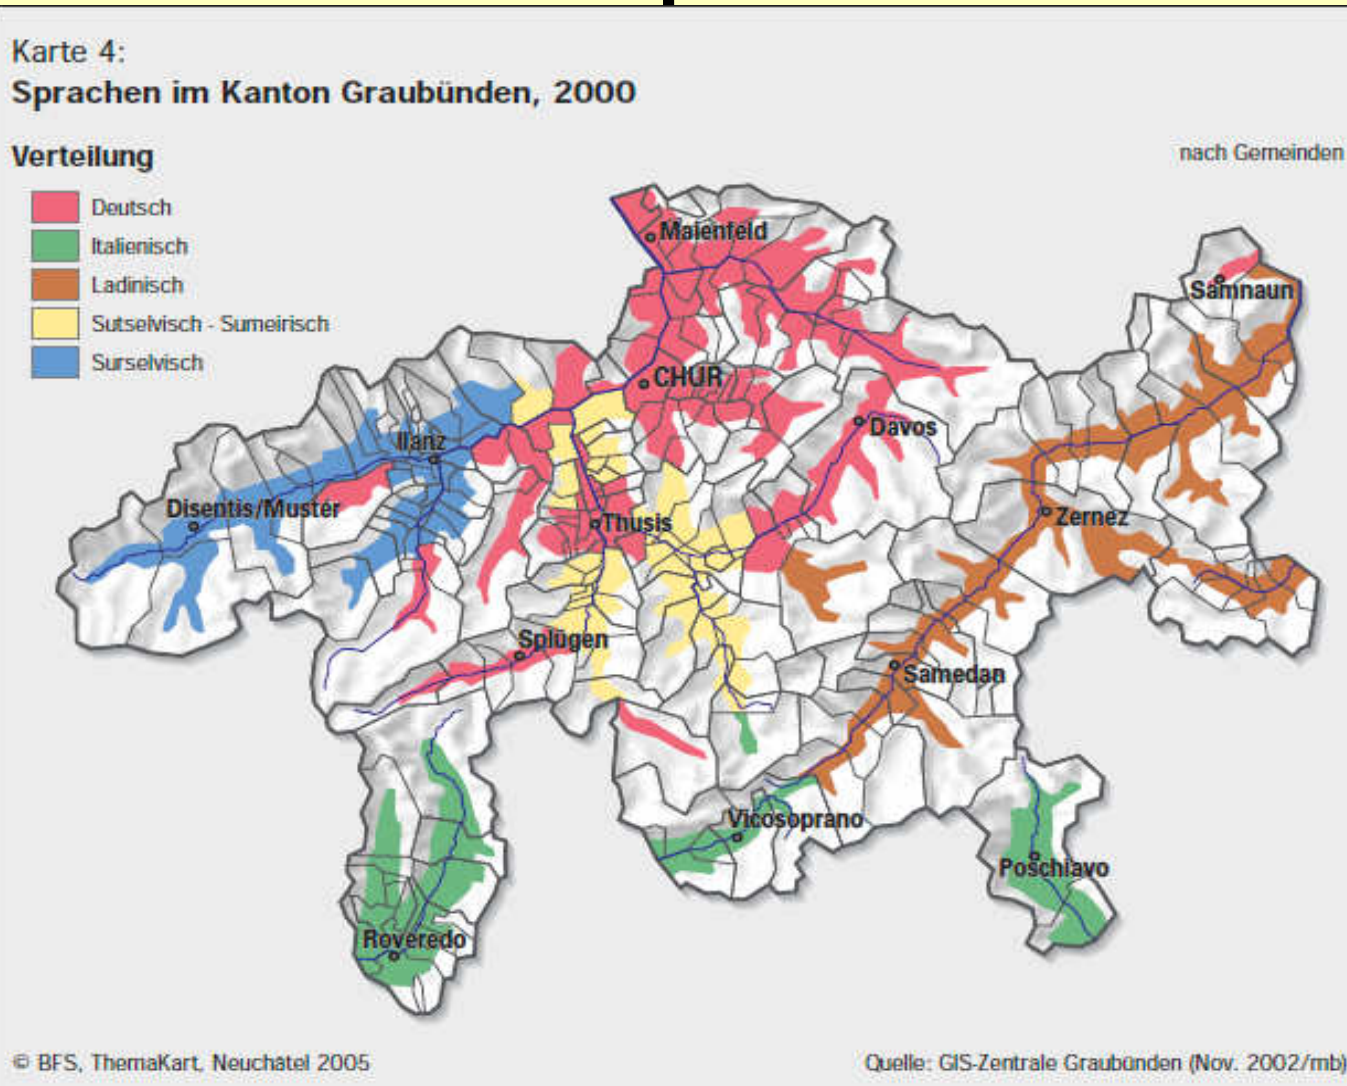 Karte 4:
Sprachen im Kanton Graubünden, 2000
Verteilung
nach Gemeinden
Deutsch
Italienisch
Ladinisch
Sutselvisch - Sumeirisch
Surselvisch
Maienfeld
Samnaun
CHUR
Davos
Ilanz
Disentis/Muster
Thusis
Zernez
Splügen
Samedan
Vicosoprano
Poschiavo
Roveredo
© BFS, ThemaKart, Neuchâtel 2005
Quelle: GIS-Zentrale Graubünden (Nov. 2002/mb)